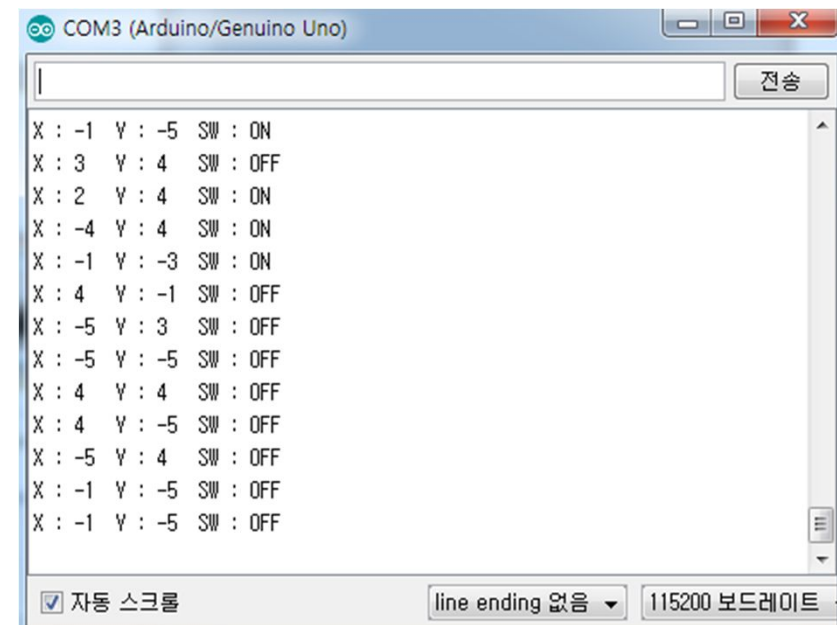 COM3 (Arduino/Genuino Uno)
전송
X : -1 Y : -5 SW : ON
X : 3 Y : 4 SW : OFF
X : 2 Y : 4 SW : ON
X : -4 Y : 4 SW : ON
X : -1 Y : -3 SW : ON
X : 4 Y : -1 SW : OFF
X : -5 Y : 3 SW : OFF
X : -5 Y : -5 SW : OFF
X : 4 Y : 4 SW : OFF
X : 4 Y : -5 SW : OFF
X : -5 Y : 4 SW : OFF
X : -1 Y : -5 SW : OFF
X : -1 Y : -5 SW : OFF
자동 스크롤 line ending 없음 115200 보드레이트